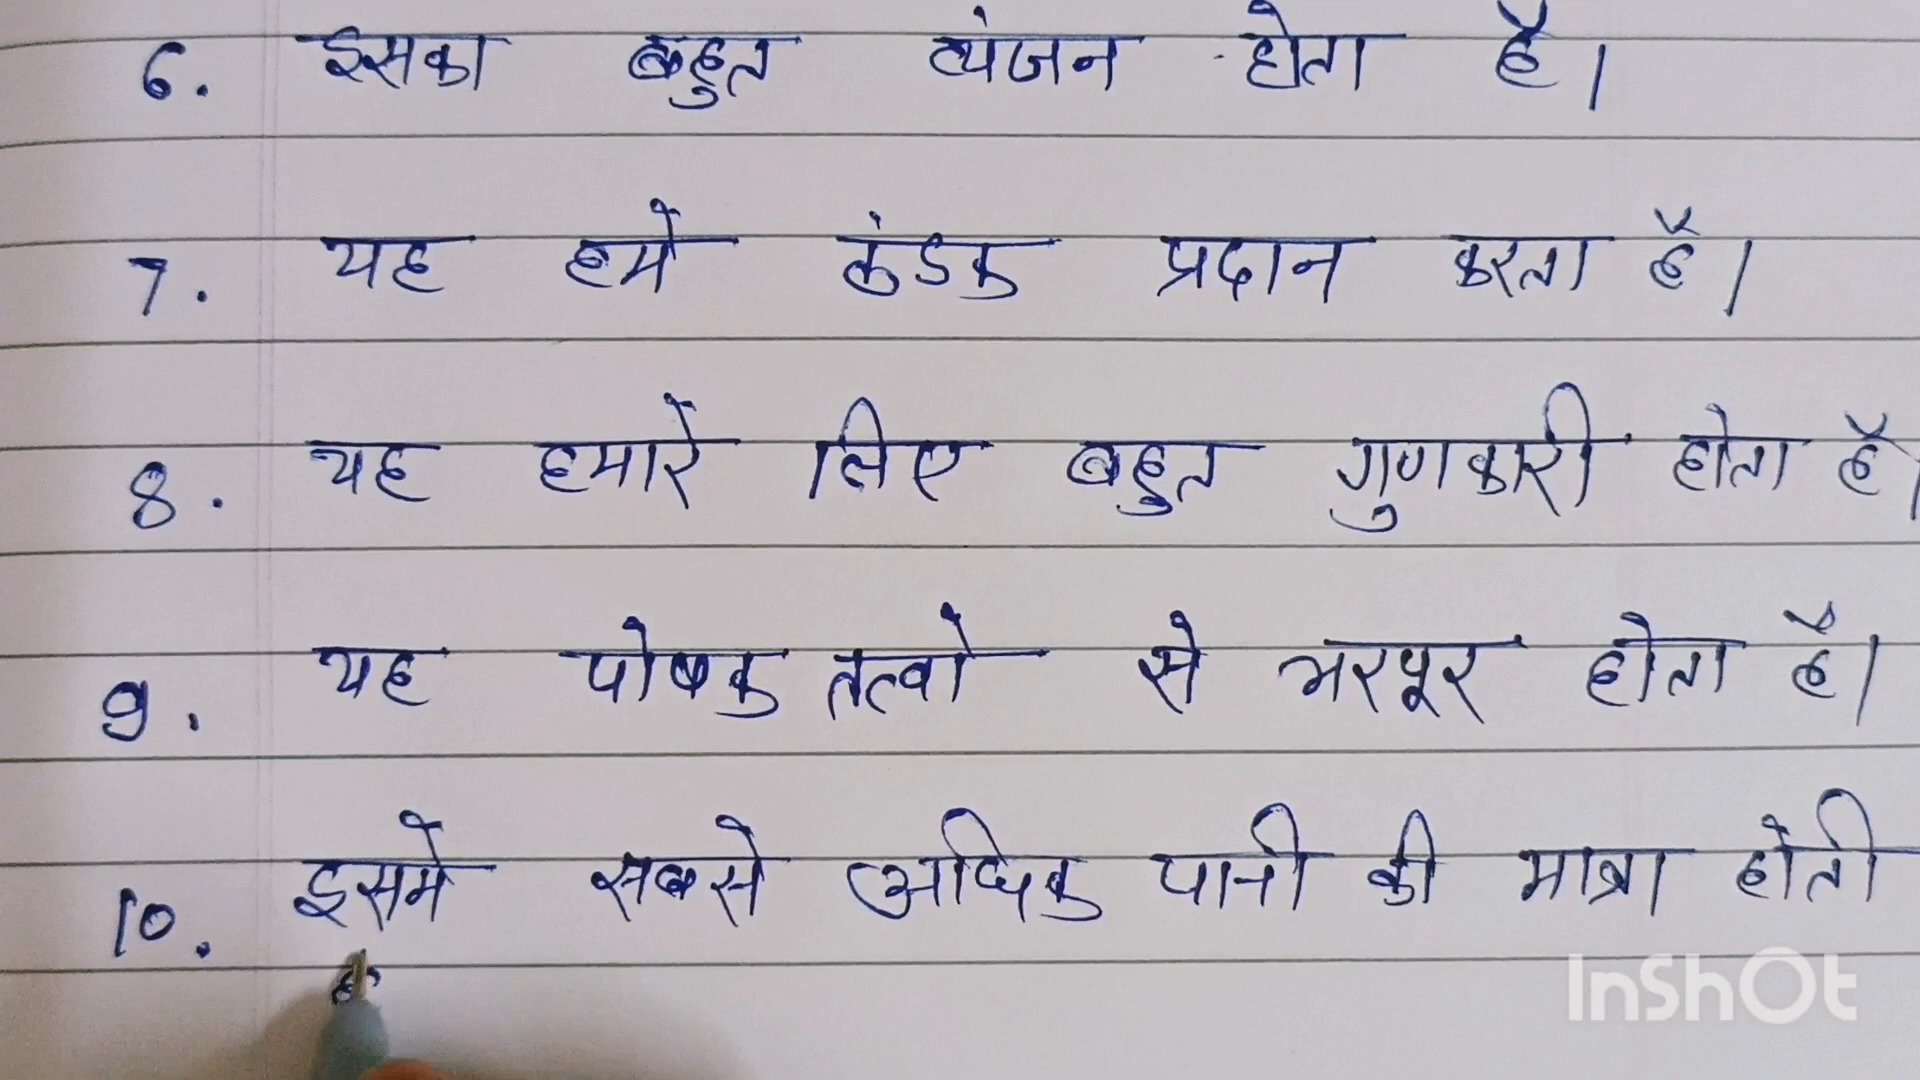 6. इसका बहुत व्यंजन होता है।
7. यह हमे ठंडक प्रदान करता है।
8. यह हमारे लिए बहुत गुणकारी होता है।
9. यह पोषक तत्वो से भरपूर होता है।
10. इसमे सबसे अधिक पानी की मात्रा होती
है
InShOt